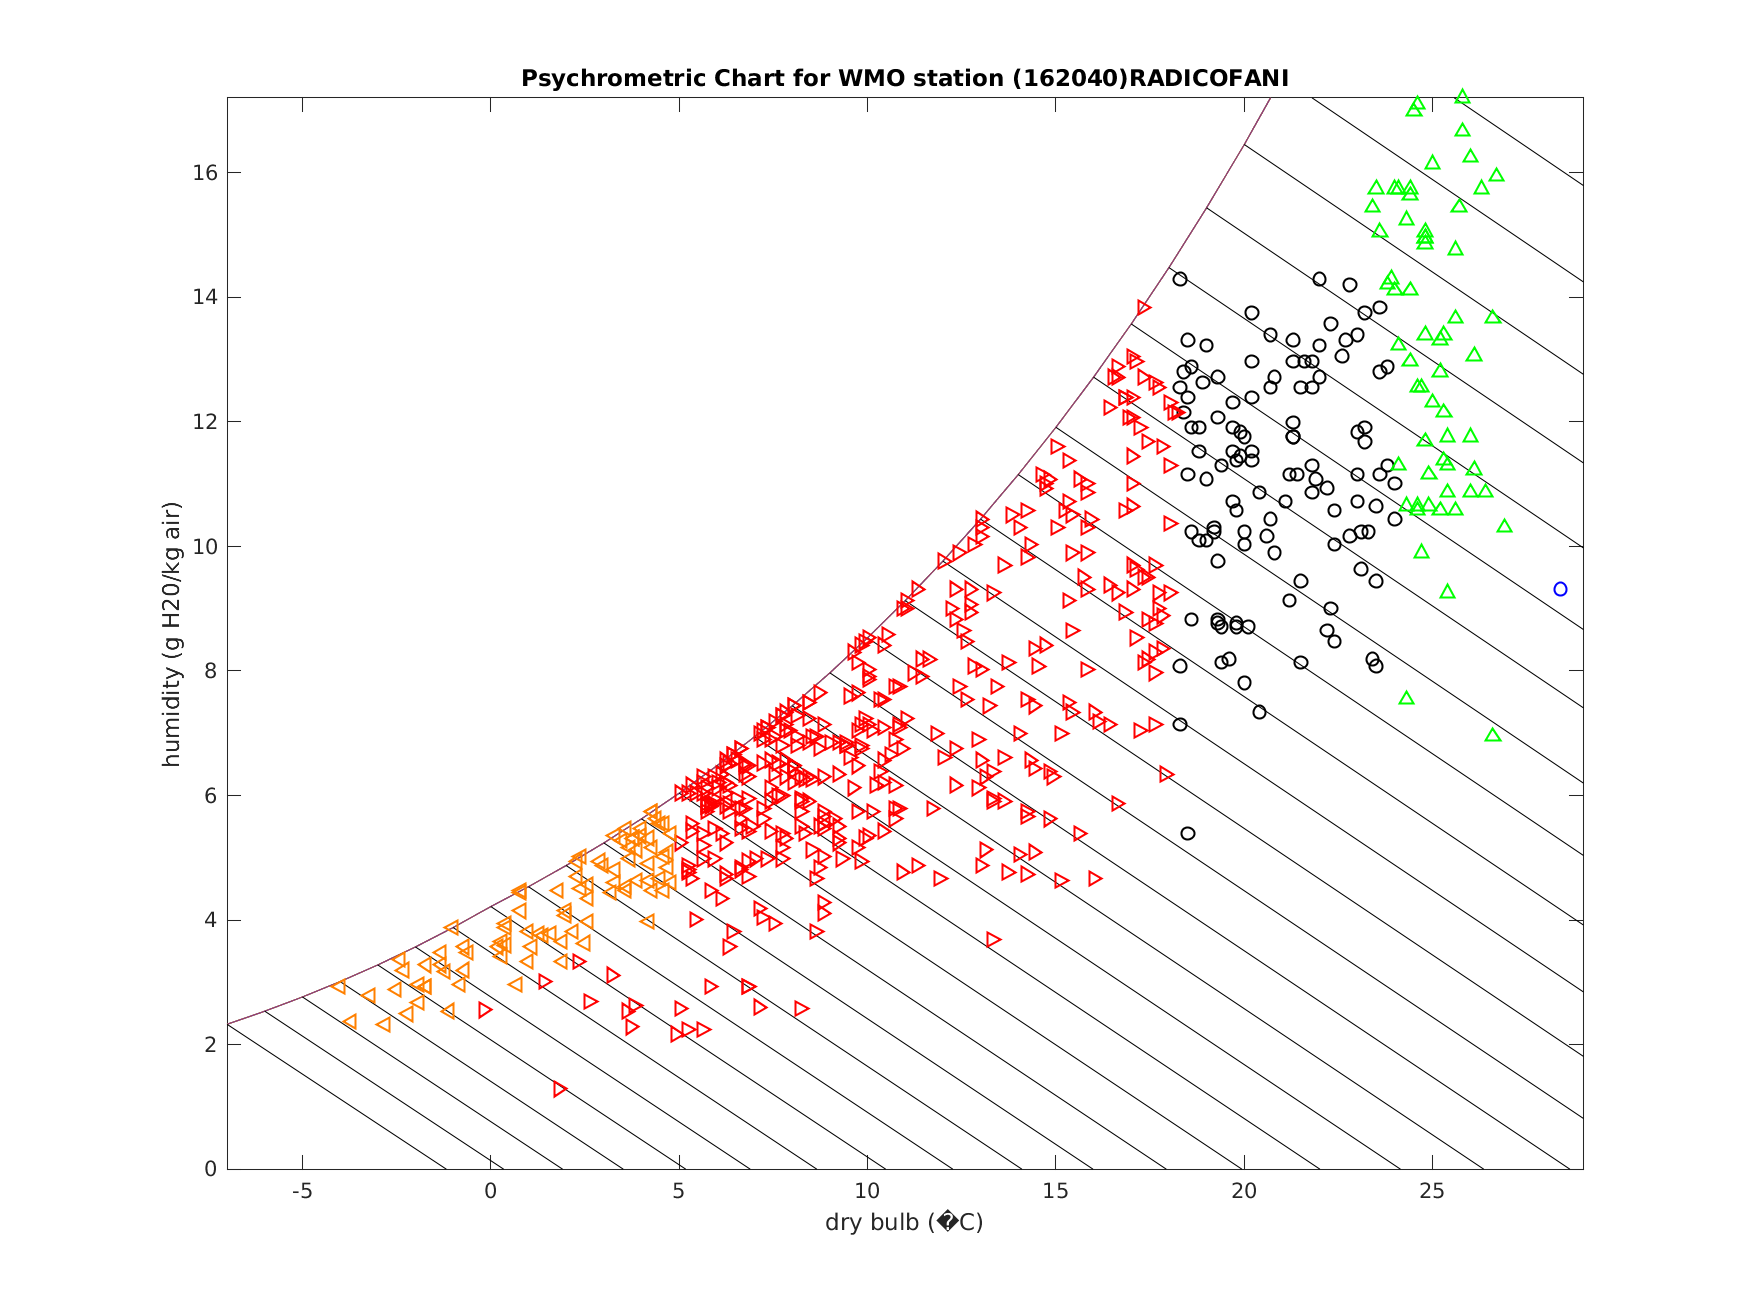 Psychrometric Chart for WMO station (162040)RADICOFANI
humidity (g H20/kg air)
16
14
12
10
8
6
4
2
0
-5 0 5 10 15 20 25
dry bulb (�C)